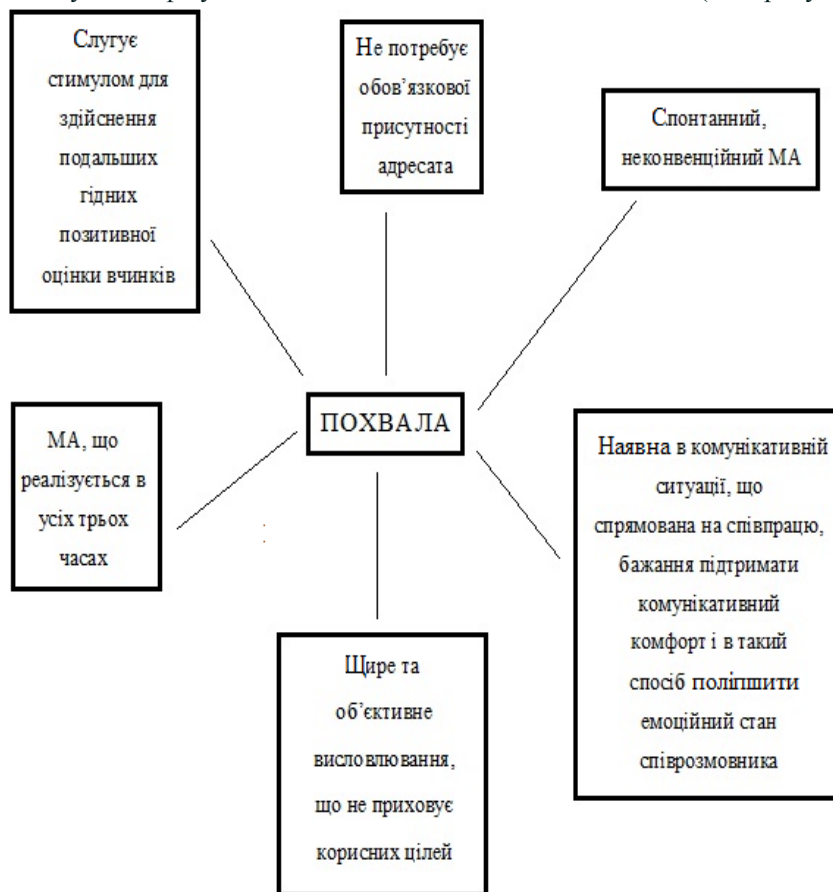 Слугує
стимулом для
здійснення
подальших
гідних
позитивної
оцінки вчинків
Не потребує
обов’язкової
присутності
адресата
Спонтанний,
неконвенційний МА
ПОХВАЛА
МА, що
реалізується в
усіх трьох
часах
Наявна в комунікативній
ситуації, що
спрямована на співпрацю,
бажання підтримати
комунікативний
комфорт і в такий
спосіб поліпшити
емоційний стан
співрозмовника
Щире та
об’єктивне
висловлювання,
що не приховує
корисних цілей